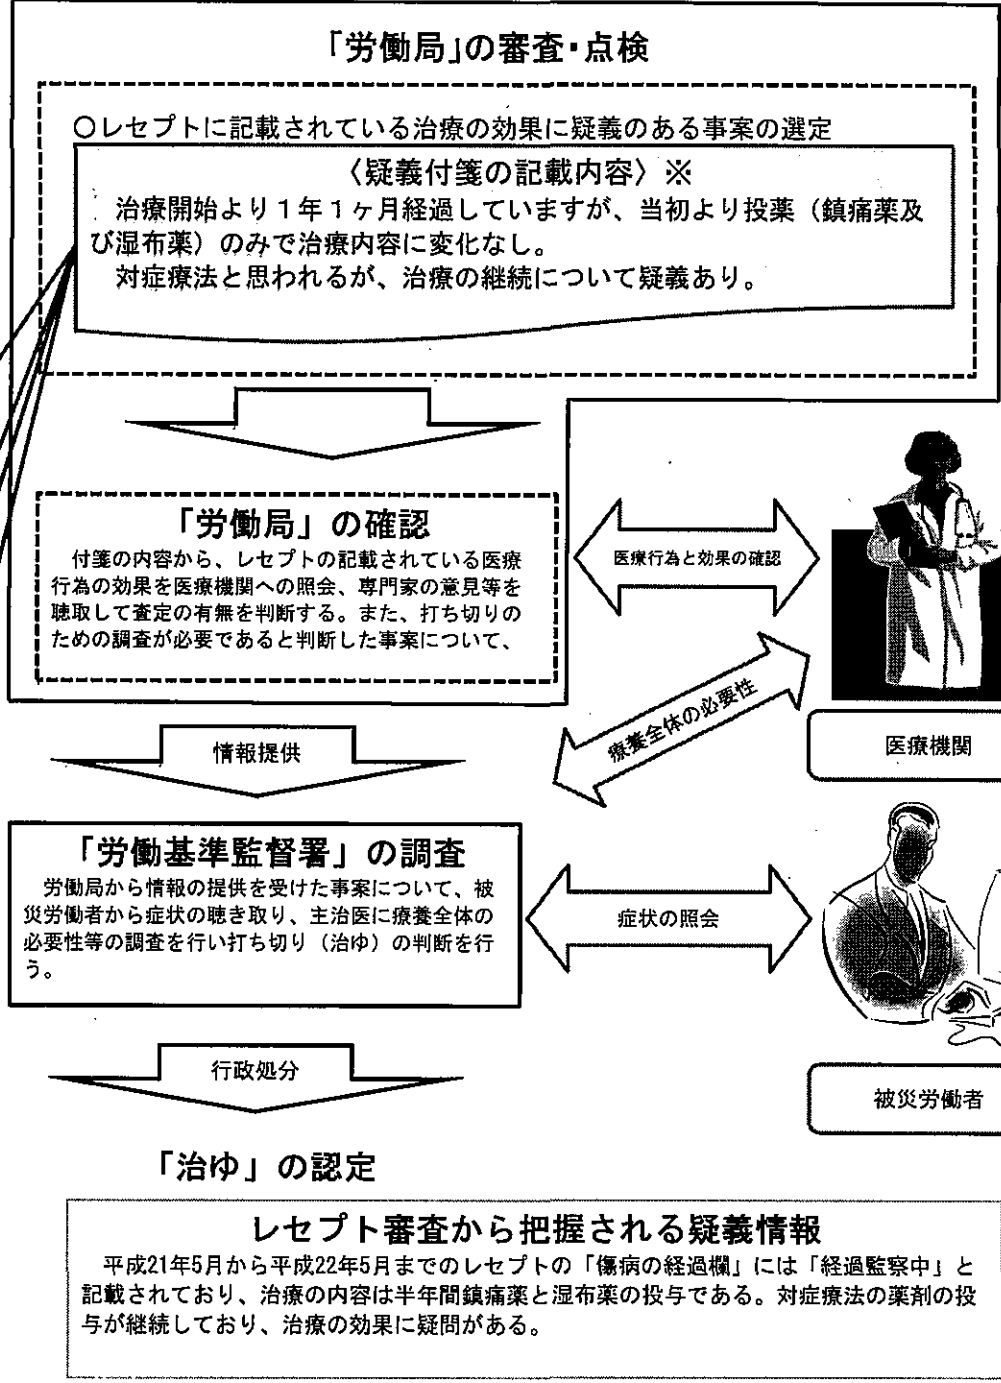 「労働局」の審査・点検
○レセプトに記載されている治療の効果に疑義のある事案の選定
〈疑義付箋の記載内容〉※
治療開始より１年１ヶ月経過していますが、当初より投薬（鎮痛薬及
び湿布薬）のみで治療内容に変化なし。
対症療法と思われるが、治療の継続について疑義あり。
「労働局」の確認
付箋の内容から、レセプトの記載されている医療
行為の効果を医療機関への照会、専門家の意見等を
聴取して査定の有無を判断する。また、打ち切りの
ための調査が必要であると判断した事案について、
医療行為と効果の確認
療養全体の必要性
医療機関
情報提供
「労働基準監督署」の調査
労働局から情報の提供を受けた事案について、被
災労働者から症状の聴き取り、主治医に療養全体の
必要性等の調査を行い打ち切り（治ゆ）の判断を行
う。
症状の照会
被災労働者
行政処分
「治ゆ」の認定
レセプト審査から把握される疑義情報
平成21年5月から平成22年5月までのレセプトの「傷病の経過欄」には「経過監察中」と
記載されており、治療の内容は半年間鎮痛薬と湿布薬の投与である。対症療法の薬剤の投
与が継続しており、治療の効果に疑問がある。